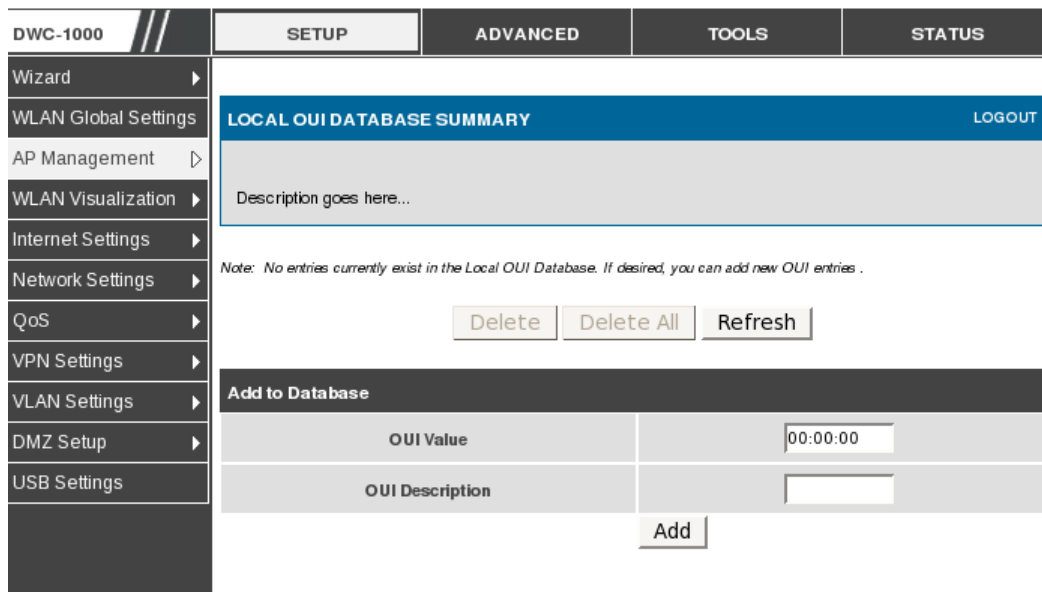 DWC-1000
SETUP
ADVANCED
TOOLS
STATUS
Wizard
WLAN Global Settings
AP Management
WLAN Visualization
Internet Settings
Network Settings
QoS
VPN Settings
VLAN Settings
DMZ Setup
USB Settings
LOCAL OUI DATABASE SUMMARY
LOGOUT
Description goes here...
Note: No entries currently exist in the Local OUI Database. If desired, you can add new OUI entries .
Delete
Delete All
Refresh
Add to Database
OUI Value
00:00:00
OUI Description
Add